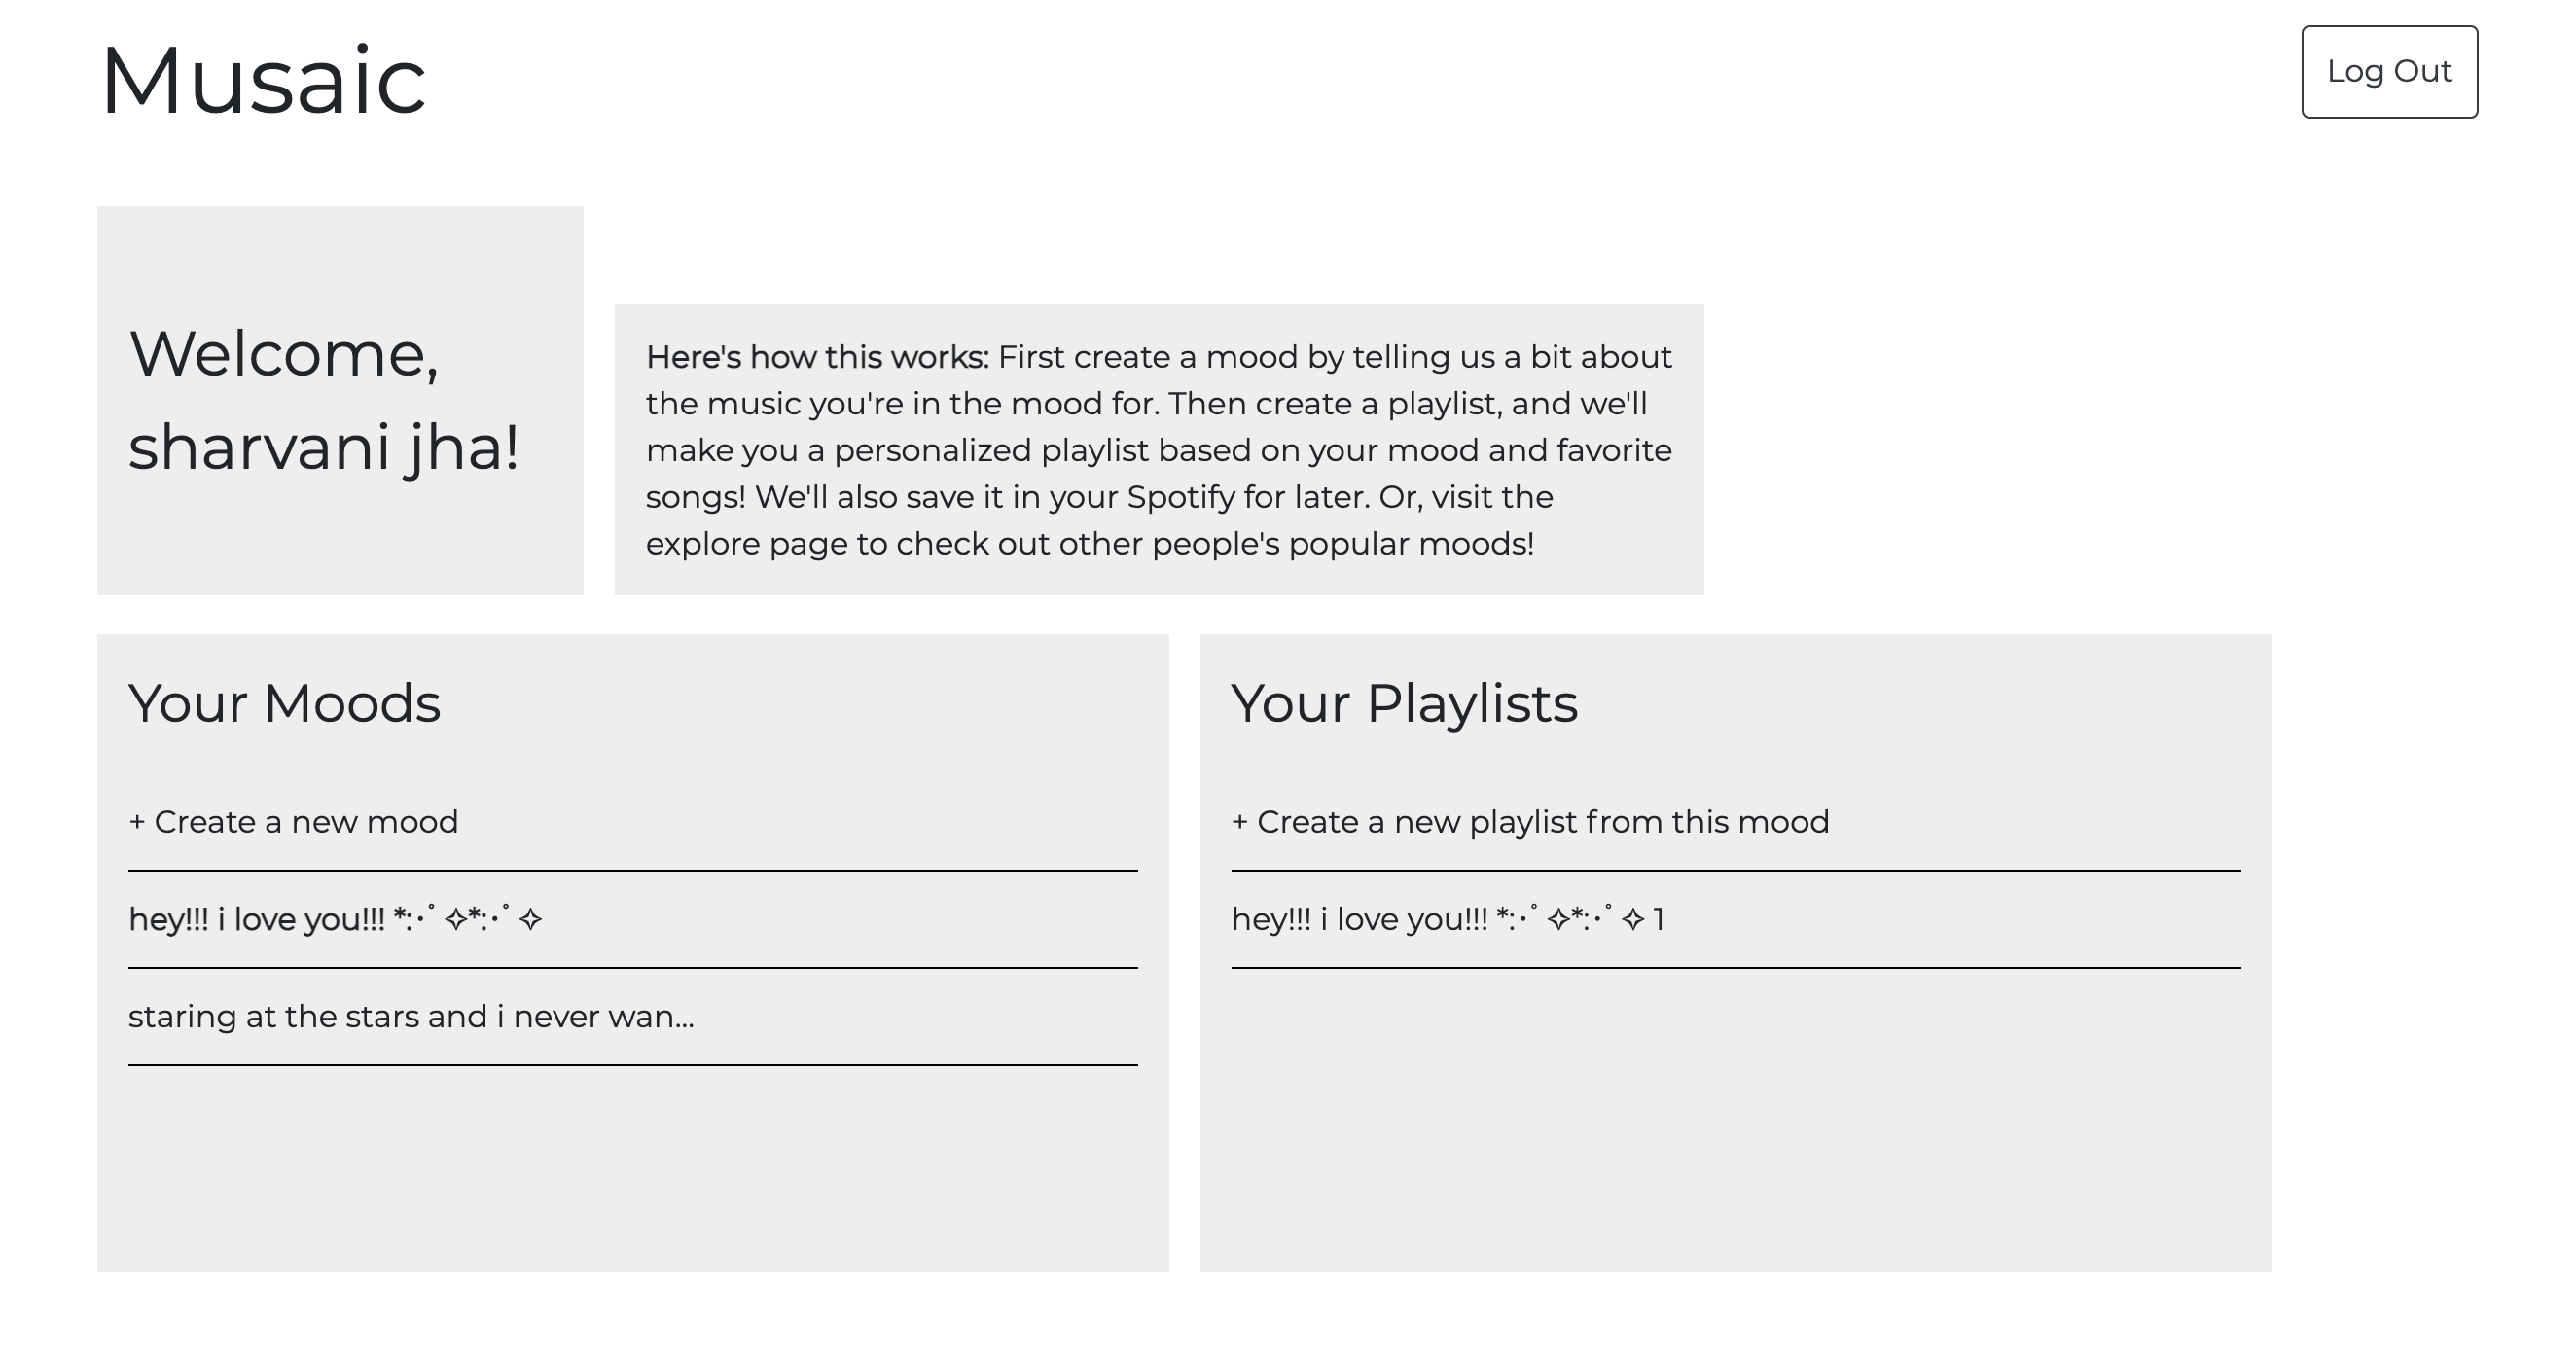 Musaic
Log Out
Welcome,
sharvani jha!
Here's how this works: First create a mood by telling us a bit about
the music you're in the mood for. Then create a playlist, and we'll
make you a personalized playlist based on your mood and favorite
songs! We'll also save it in your Spotify for later. Or, visit the
explore page to check out other people's popular moods!
Your Moods
+ Create a new mood
hey!!! i love you!!! *:･ﾟ✧*:･ﾟ✧
staring at the stars and i never wan...
Your Playlists
+ Create a new playlist from this mood
hey!!! i love you!!! *:･ﾟ✧*:･ﾟ✧ 1